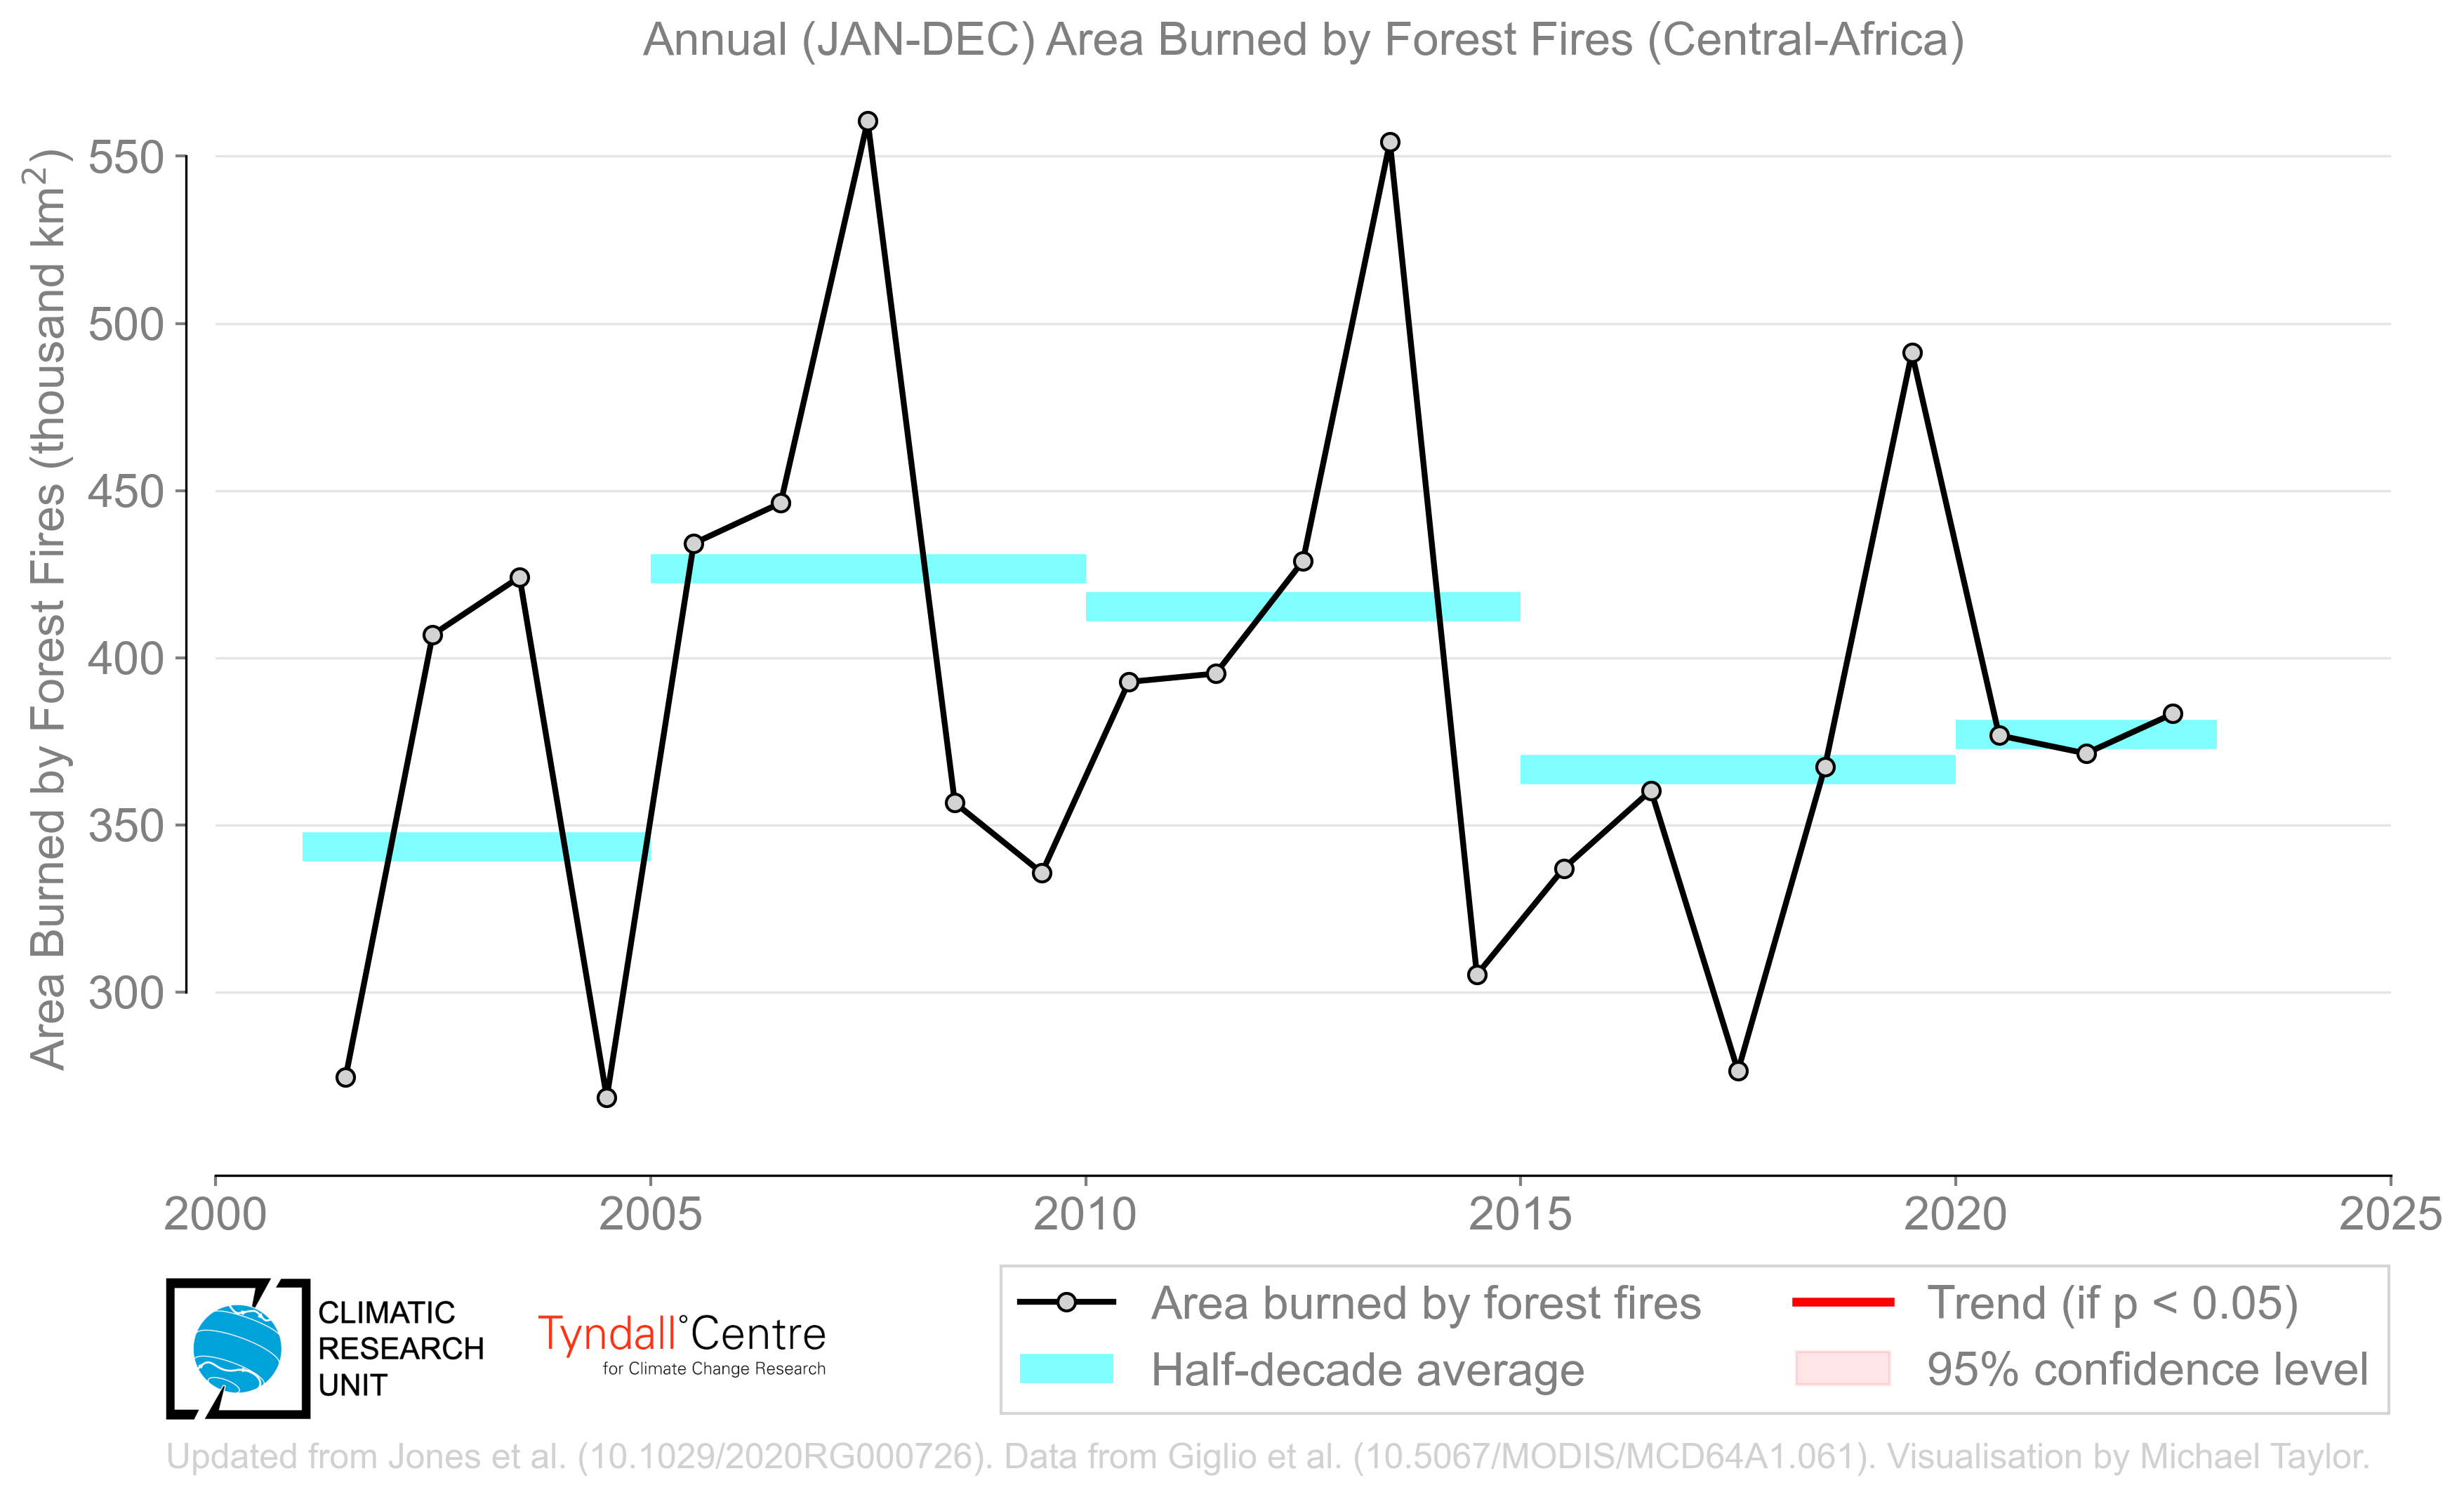 Annual (JAN-DEC) Area Burned by Forest Fires (Central-Africa)
Area Burned by Forest Fires (thousand km²)
550
500
450
400
350
300
2000 2005 2010 2015 2020 2025
Area burned by forest fires
Half-decade average
Trend (if p < 0.05)
95% confidence level
CLIMATIC
RESEARCH
UNIT
Tyndall°Centre
for Climate Change Research
Updated from Jones et al. (10.1029/2020RG000726). Data from Giglio et al. (10.5067/MODIS/MCD64A1.061). Visualisation by Michael Taylor.